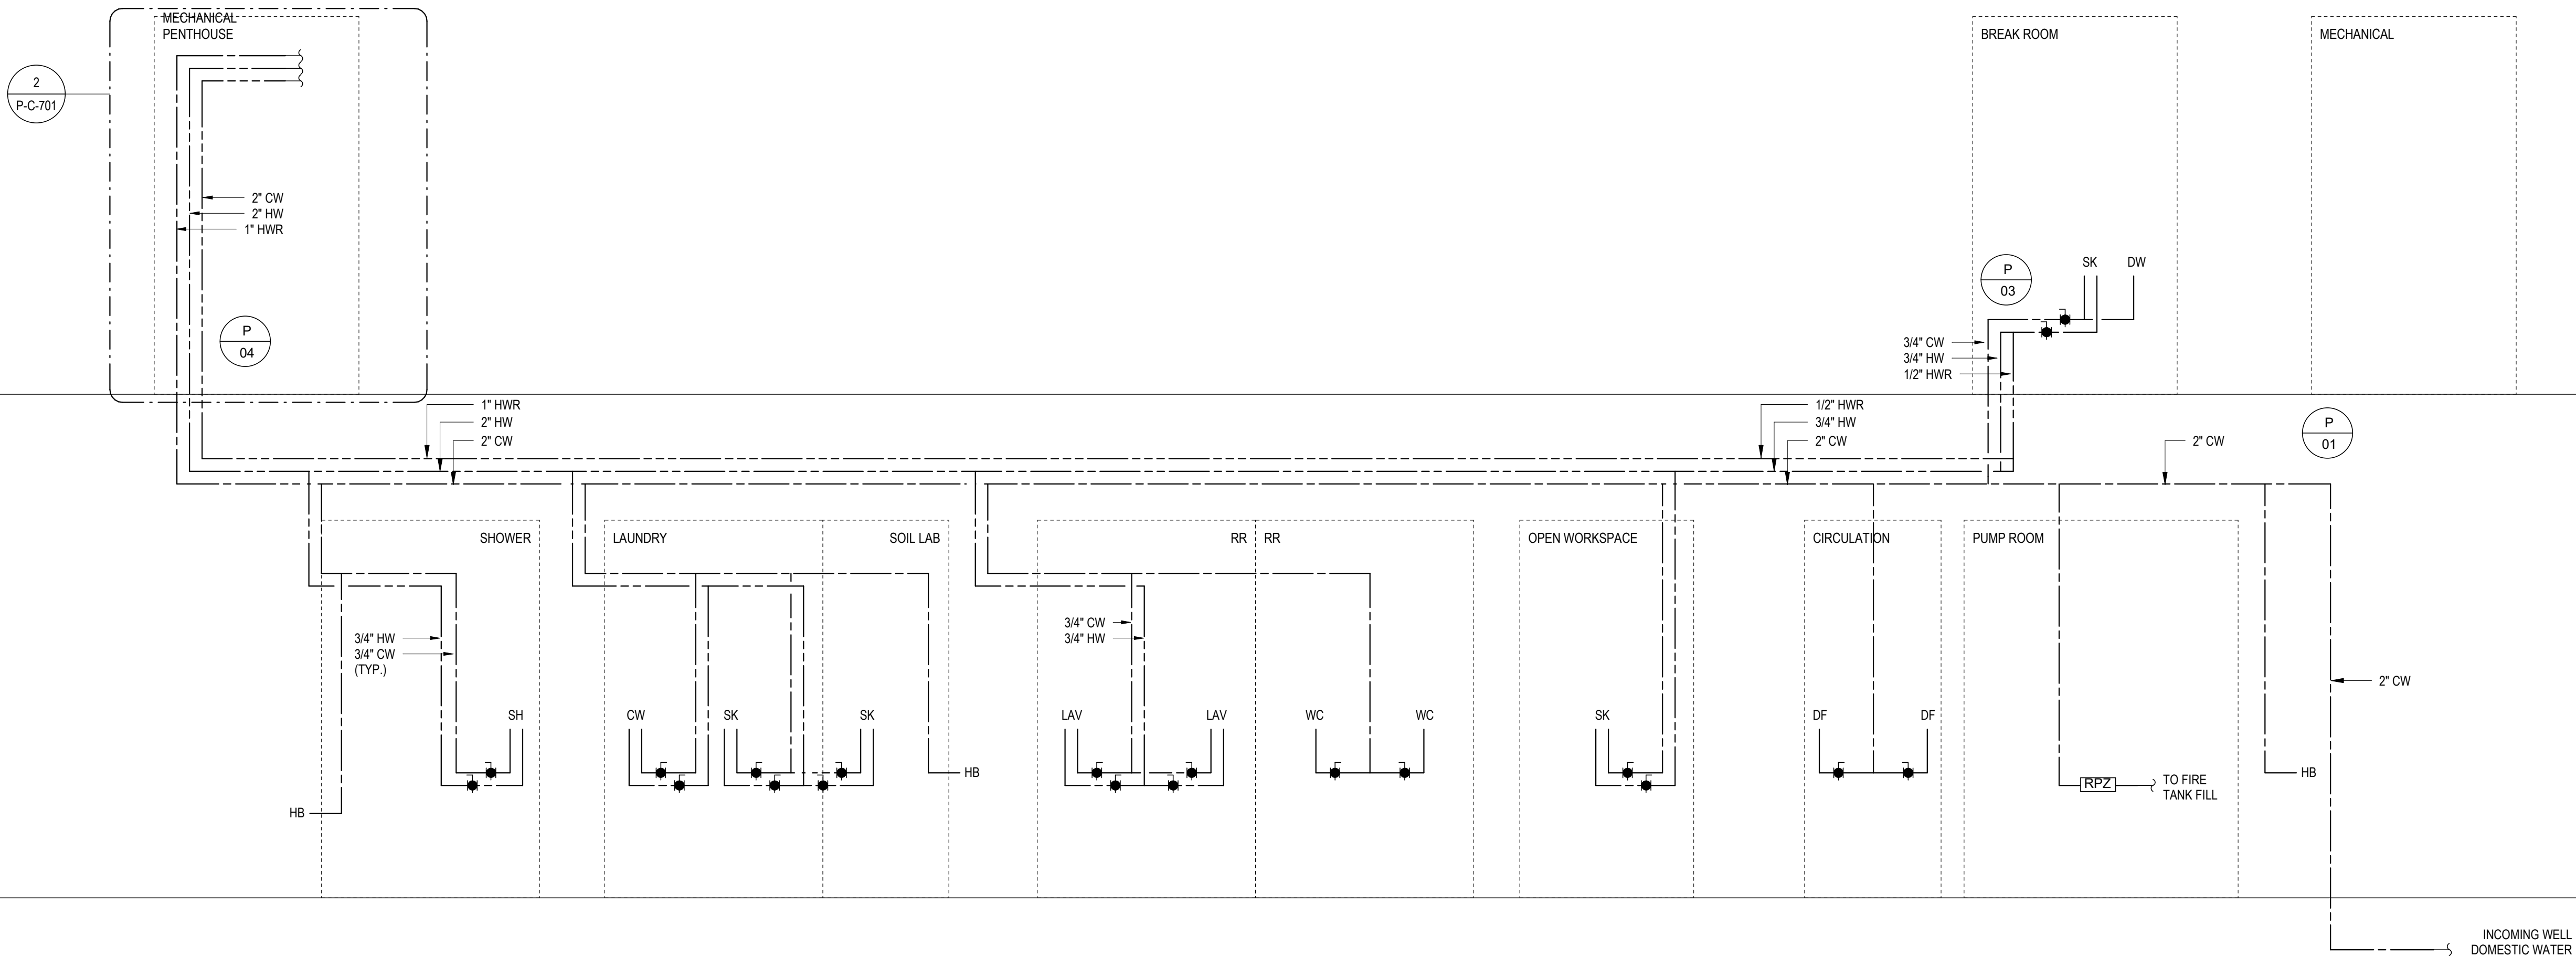 MECHANICAL
PENTHOUSE
BREAK ROOM
MECHANICAL
2
P-C-701
2" CW
2" HW
1" HWR
P
04
P
03
SK
DW
3/4" CW
3/4" HW
1/2" HWR
1" HWR
2" HW
2" CW
1/2" HWR
3/4" HW
2" CW
2" CW
P
01
SHOWER
LAUNDRY
SOIL LAB
RR
RR
OPEN WORKSPACE
CIRCULATION
PUMP ROOM
3/4" HW
3/4" CW
(TYP.)
3/4" CW
3/4" HW
2" CW
SH
CW
SK
SK
LAV
LAV
WC
WC
SK
DF
DF
HB
HB
HB
RPZ
TO FIRE
TANK FILL
INCOMING WELL
DOMESTIC WATER